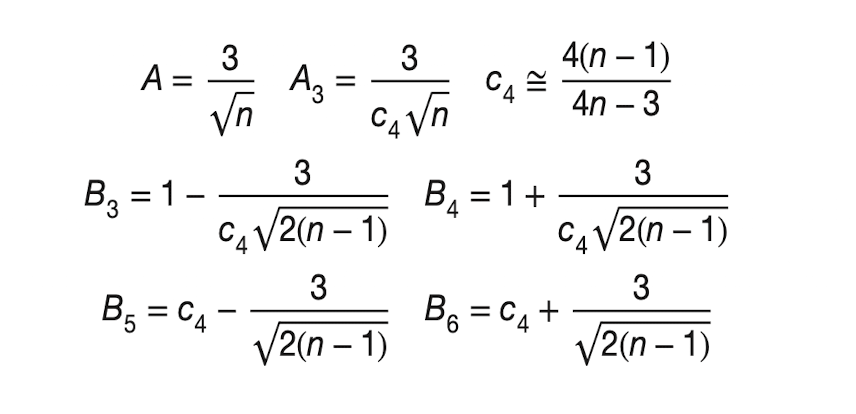 A = 3/√n   A₃ = 3/(c₄√n)   c₄ ≅ 4(n − 1)/(4n − 3)
B₃ = 1 − 3/(c₄√(2(n − 1)))   B₄ = 1 + 3/(c₄√(2(n − 1)))
B₅ = c₄ − 3/√(2(n − 1))   B₆ = c₄ + 3/√(2(n − 1))